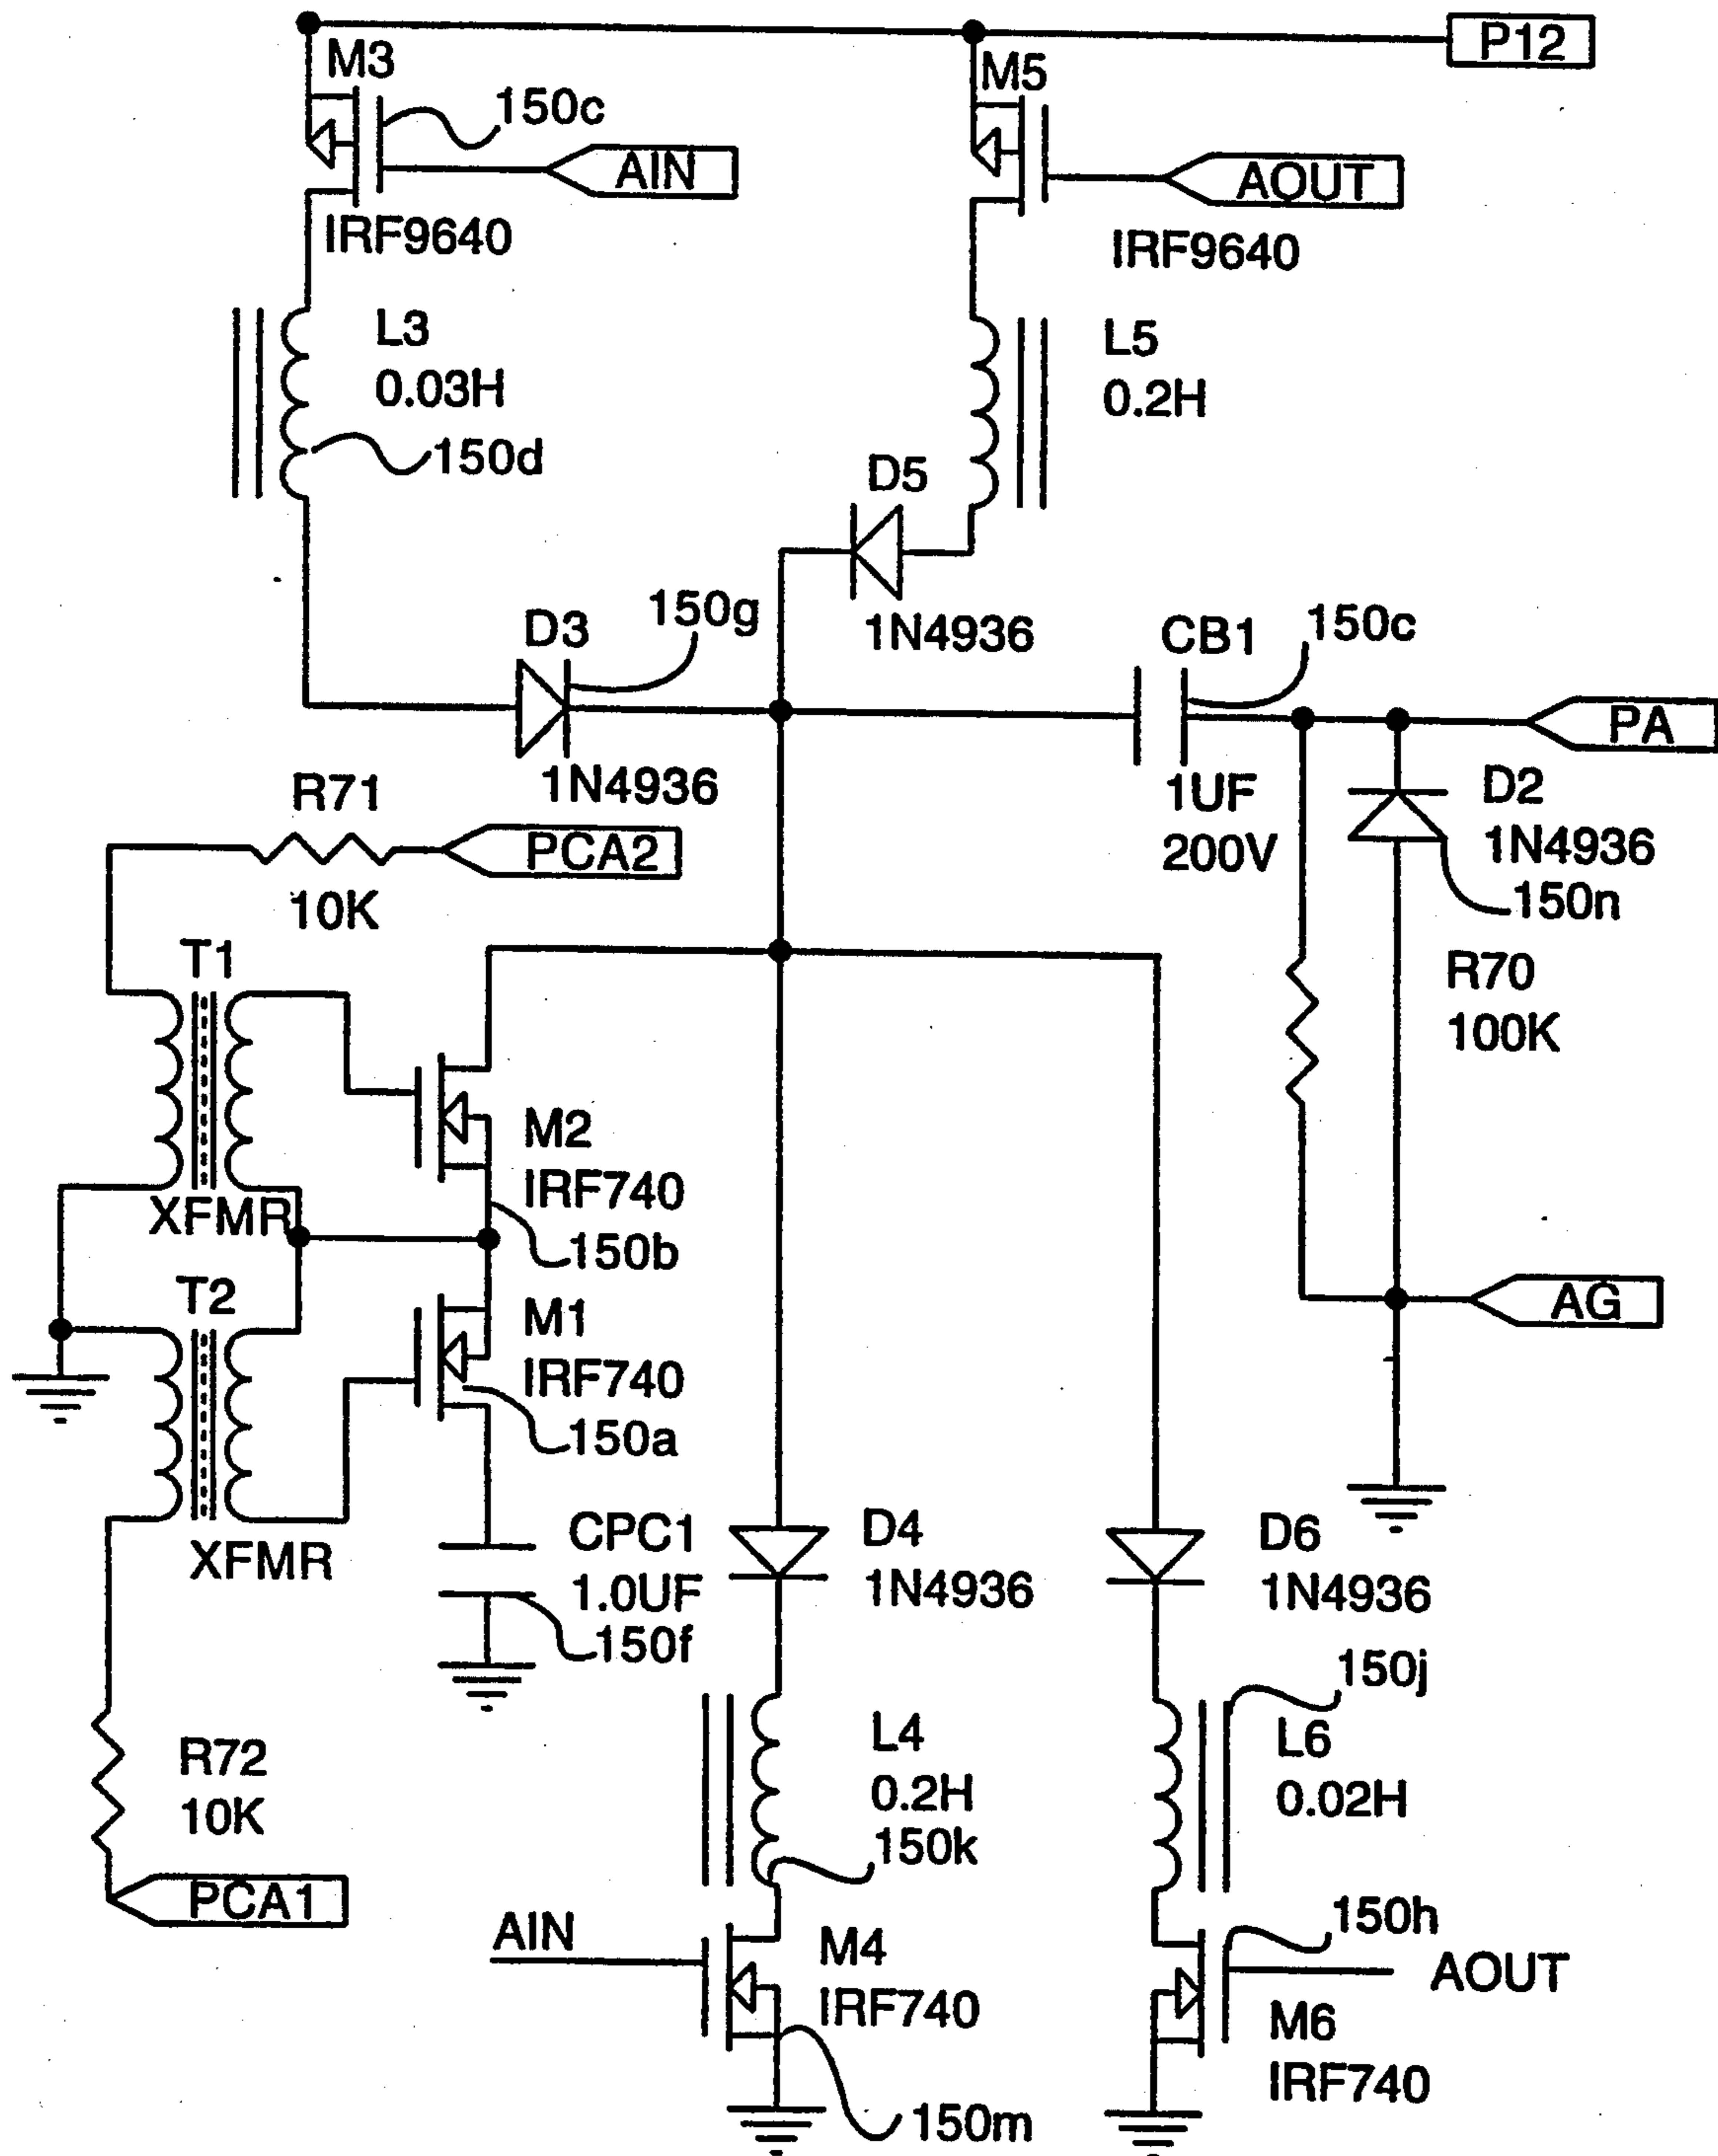 P12
M3
M5
150c
AIN
AOUT
IRF9640
IRF9640
L3
0.03H
L5
0.2H
150d
D5
1N4936
D3
150g
CB1
150c
PA
1N4936
1UF
200V
D2
1N4936
150n
R71
PCA2
10K
T1
R70
100K
M2
IRF740
XFMR
150b
T2
M1
IRF740
AG
150a
CPC1
1.0UF
XFMR
D4
1N4936
D6
1N4936
150f
150j
R72
10K
L4
0.2H
L6
0.02H
150k
PCA1
AIN
M4
IRF740
150h
AOUT
M6
IRF740
150m